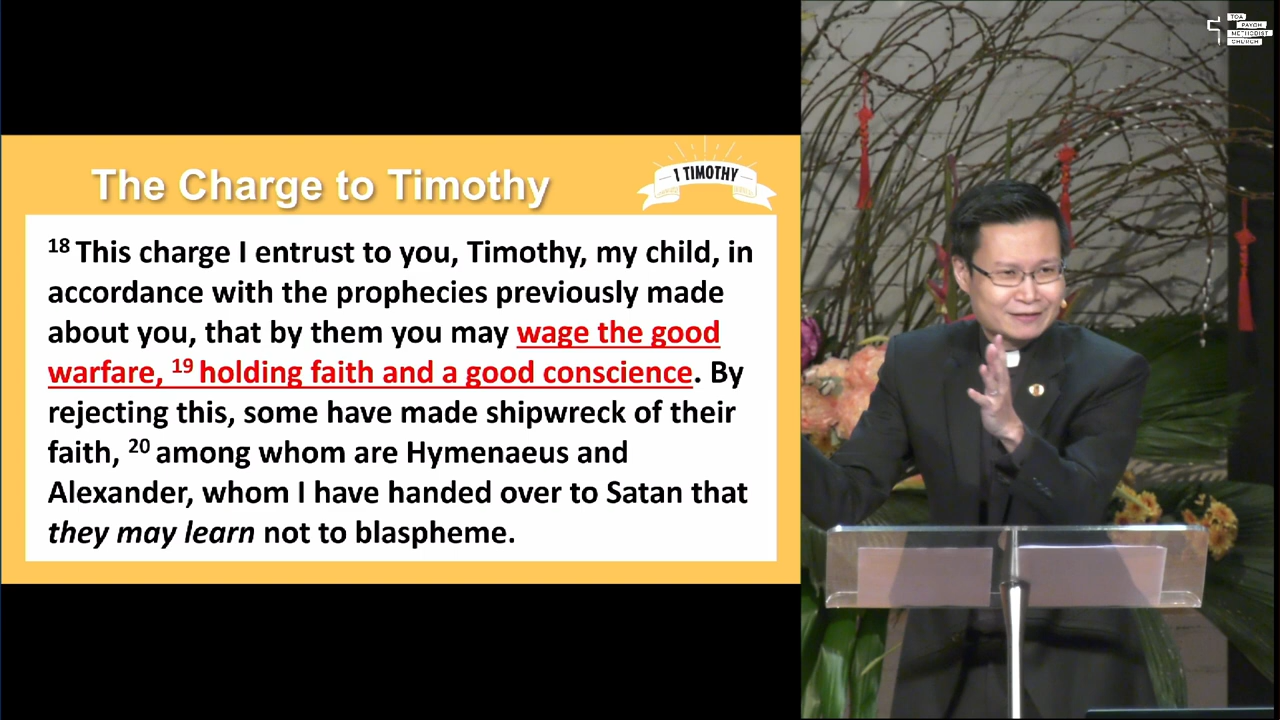 The Charge to Timothy
1 TIMOTHY
18 This charge I entrust to you, Timothy, my child, in
accordance with the prophecies previously made
about you, that by them you may wage the good
warfare, 19 holding faith and a good conscience. By
rejecting this, some have made shipwreck of their
faith, 20 among whom are Hymenaeus and
Alexander, whom I have handed over to Satan that
they may learn not to blaspheme.
TOA
PAYOH
METHODIST
CHURCH